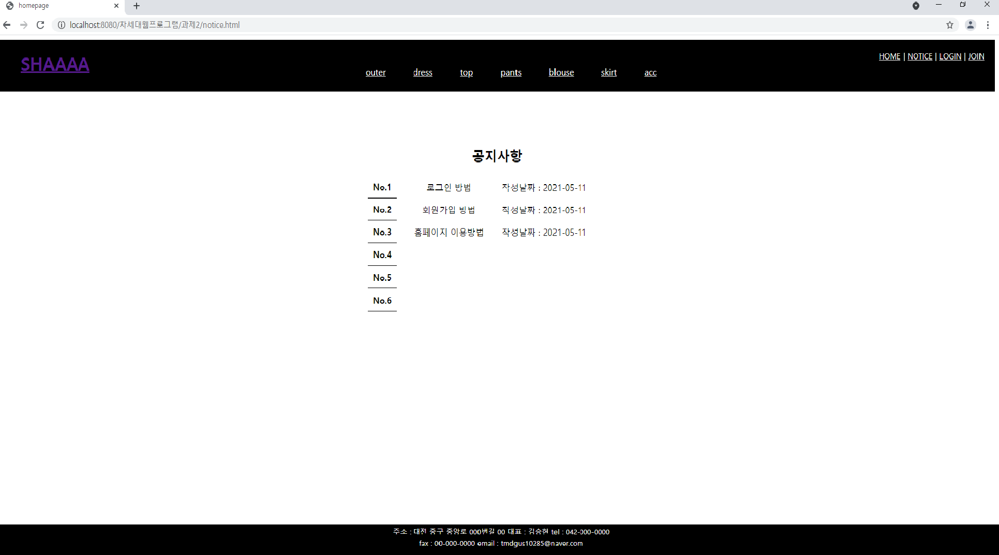 homepage
localhost:8080/차세대웹프로그램/과제2/notice.html
SHAAAA
HOME | NOTICE | LOGIN | JOIN
outer dress top pants blouse skirt acc
공지사항
No.1 로그인 방법 작성날짜 : 2021-05-11
No.2 회원가입 방법 작성날짜 : 2021-05-11
No.3 홈페이지 이용방법 작성날짜 : 2021-05-11
No.4
No.5
No.6
주소 : 대전 중구 중앙로 000번길 00 대표 : 김승현 tel : 042-000-0000
fax : 00-000-0000 email : tmdgus10285@naver.com